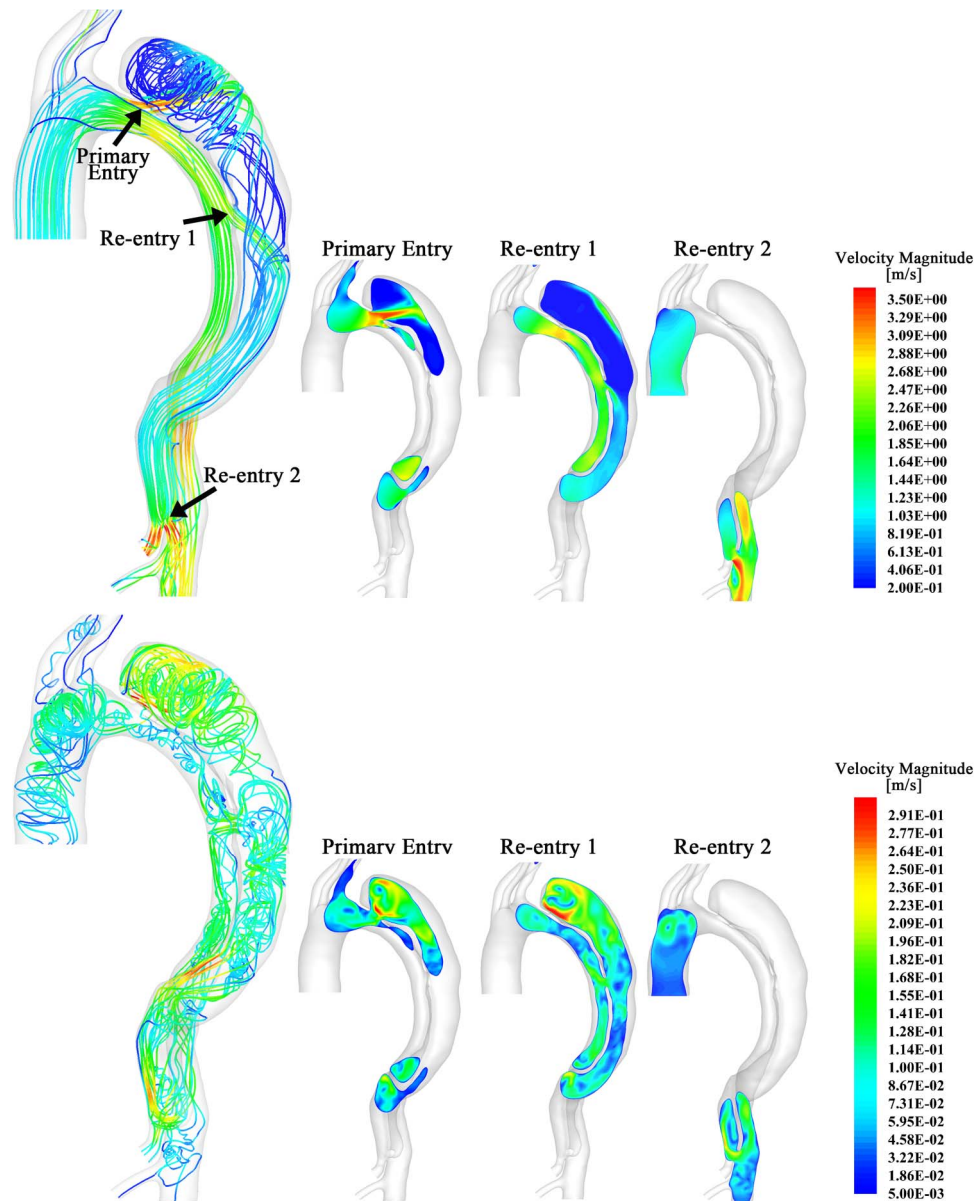 Primary
Entry
Re-entry 1
Re-entry 2
Primary Entry
Re-entry 1
Re-entry 2
Velocity Magnitude
[m/s]
3.50E+00
3.30E+00
3.09E+00
2.88E+00
2.68E+00
2.47E+00
2.26E+00
2.06E+00
1.85E+00
1.64E+00
1.44E+00
1.23E+00
1.03E+00
8.19E-01
6.13E-01
4.06E-01
2.00E-01
Primary Entry
Re-entry 1
Re-entry 2
Velocity Magnitude
[m/s]
2.91E-01
2.77E-01
2.64E-01
2.50E-01
2.36E-01
2.23E-01
2.09E-01
1.96E-01
1.82E-01
1.68E-01
1.55E-01
1.41E-01
1.28E-01
1.14E-01
1.00E-01
8.67E-02
7.31E-02
5.95E-02
4.58E-02
3.22E-02
1.86E-02
5.00E-03